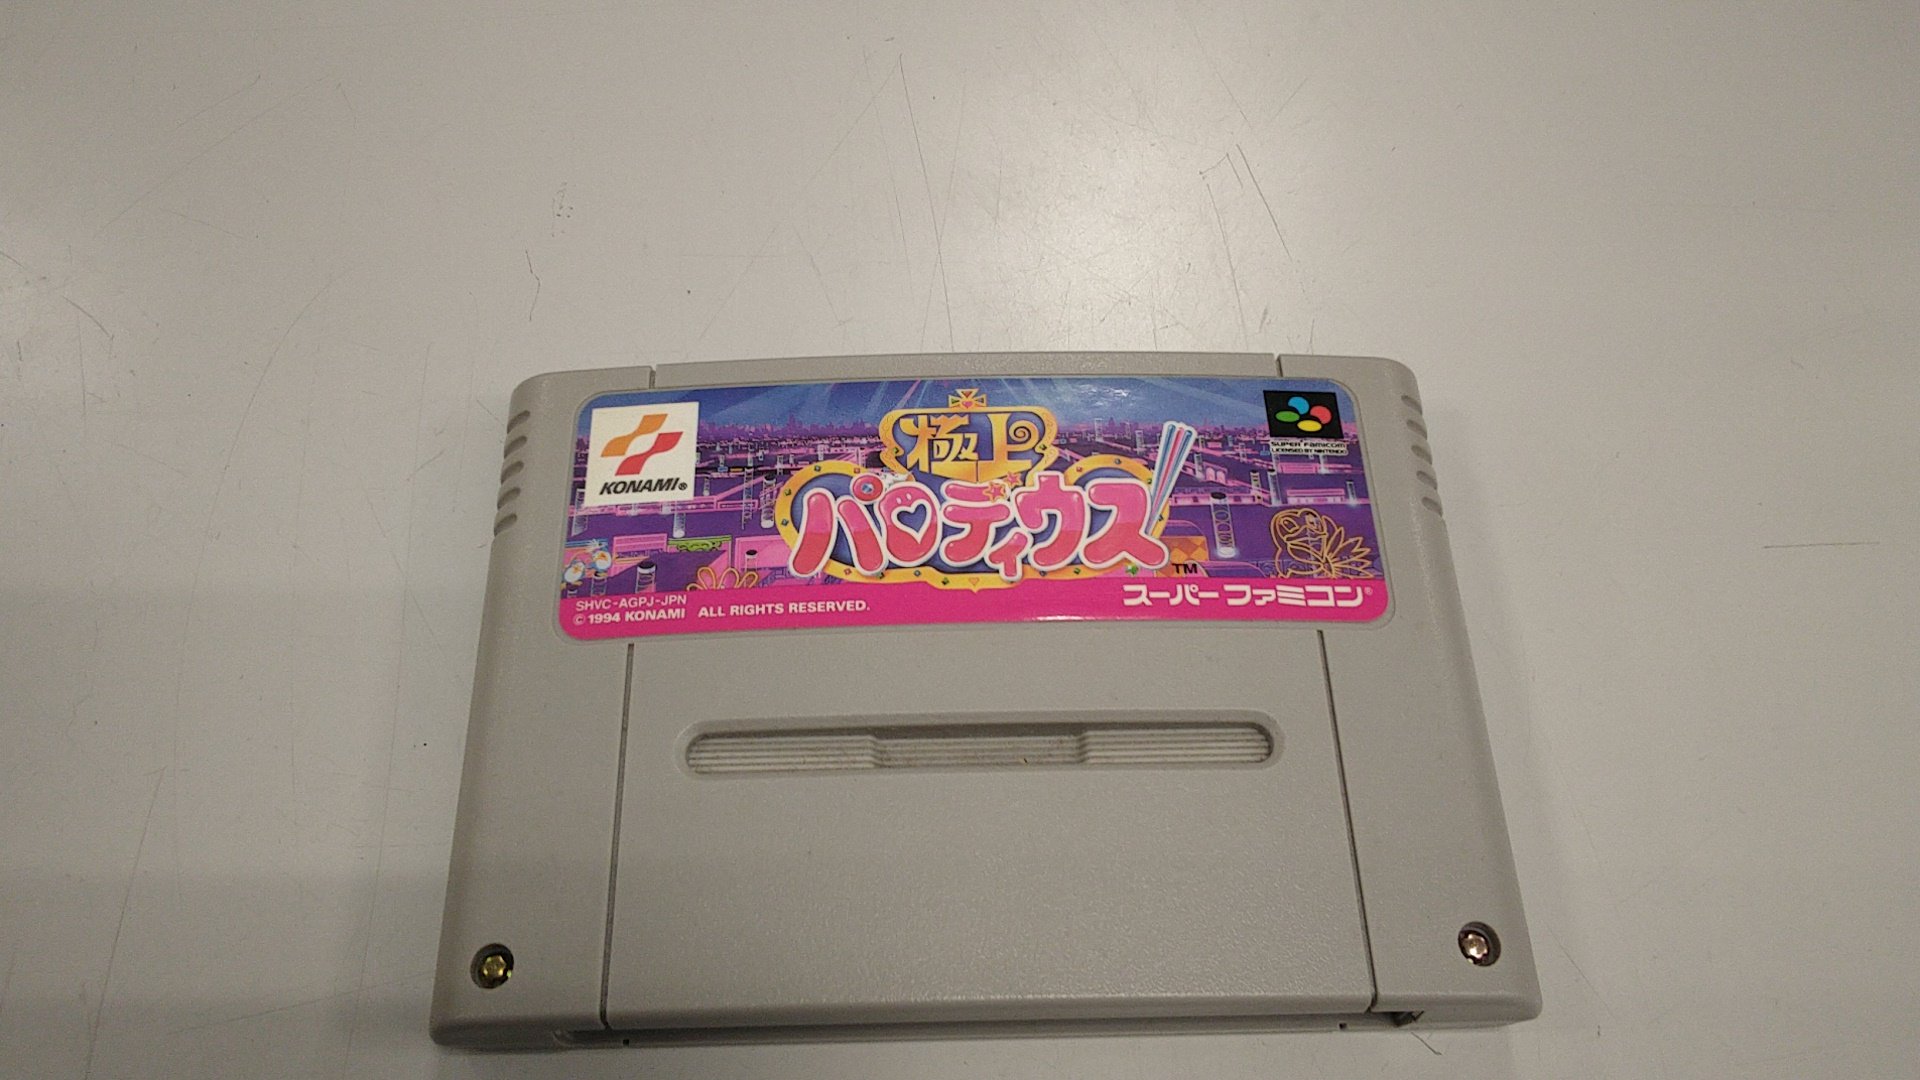 KONAMI®
極上
パロディウス
TM
SUPER FAMICOM
LICENSED BY NINTENDO
SHVC-AGPJ-JPN
© 1994 KONAMI ALL RIGHTS RESERVED.
スーパーファミコン®